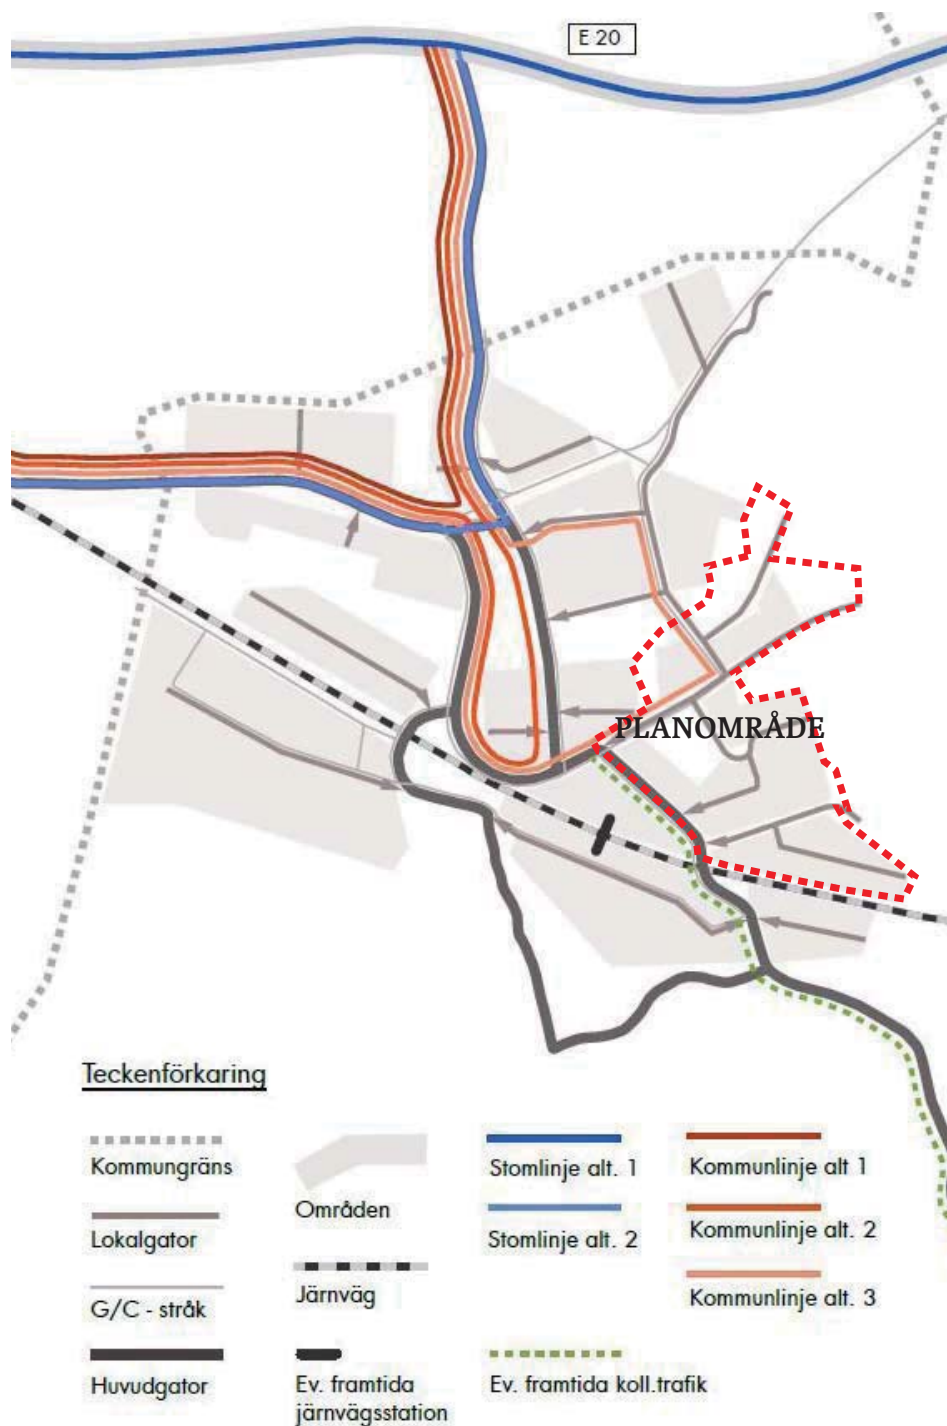 E 20
PLANOMRÅDE
Teckenförkaring
Kommungräns
Lokalgator
G/C - stråk
Huvudgator
Områden
Järnväg
Ev. framtida
järnvägsstation
Stomlinje alt. 1
Stomlinje alt. 2
Ev. framtida koll.trafik
Kommunlinje alt 1
Kommunlinje alt. 2
Kommunlinje alt. 3